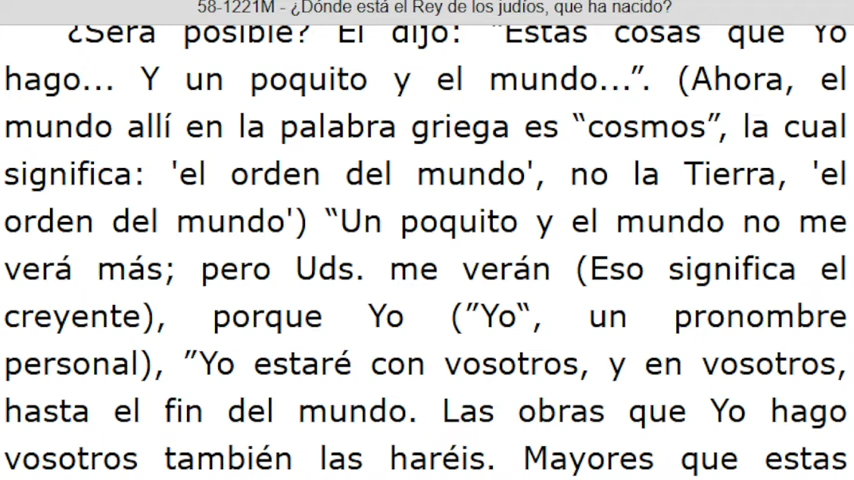 58-1221M - ¿Dónde está el Rey de los judíos, que ha nacido?
¿Será posible? Él dijo: "Estas cosas que Yo
hago... Y un poquito y el mundo...”. (Ahora, el
mundo allí en la palabra griega es “cosmos”, la cual
significa: 'el orden del mundo', no la Tierra, 'el
orden del mundo') “Un poquito y el mundo no me
verá más; pero Uds. me verán (Eso significa el
creyente), porque Yo (”Yo“, un pronombre
personal), ”Yo estaré con vosotros, y en vosotros,
hasta el fin del mundo. Las obras que Yo hago
vosotros también las haréis. Mayores que estas